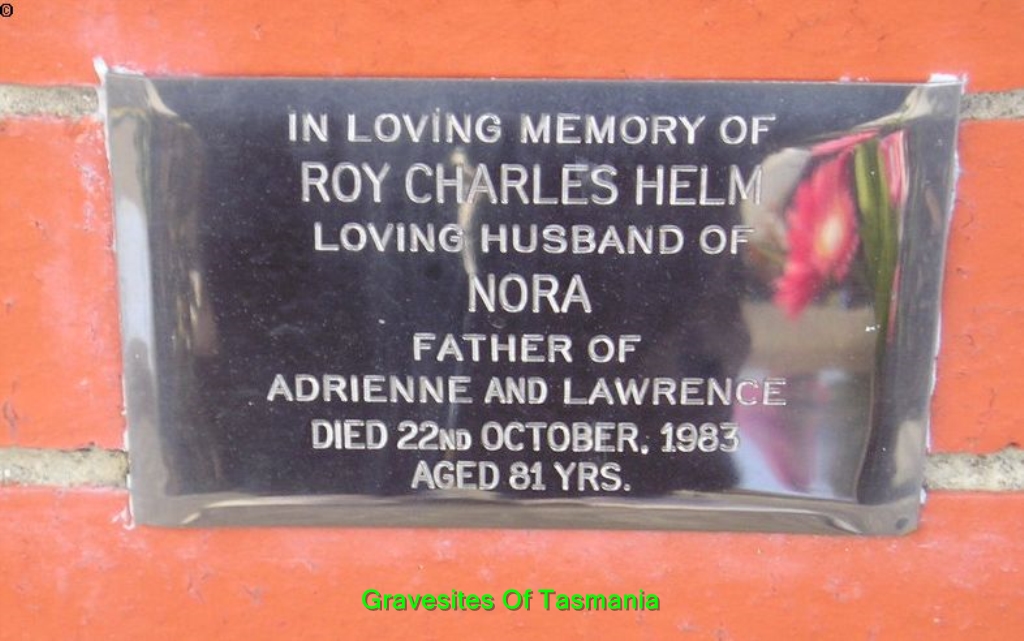 ©
IN LOVING MEMORY OF
ROY CHARLES HELM
LOVING HUSBAND OF
NORA
FATHER OF
ADRIENNE AND LAWRENCE
DIED 22ND OCTOBER, 1983
AGED 81 YRS.
Gravesites Of Tasmania